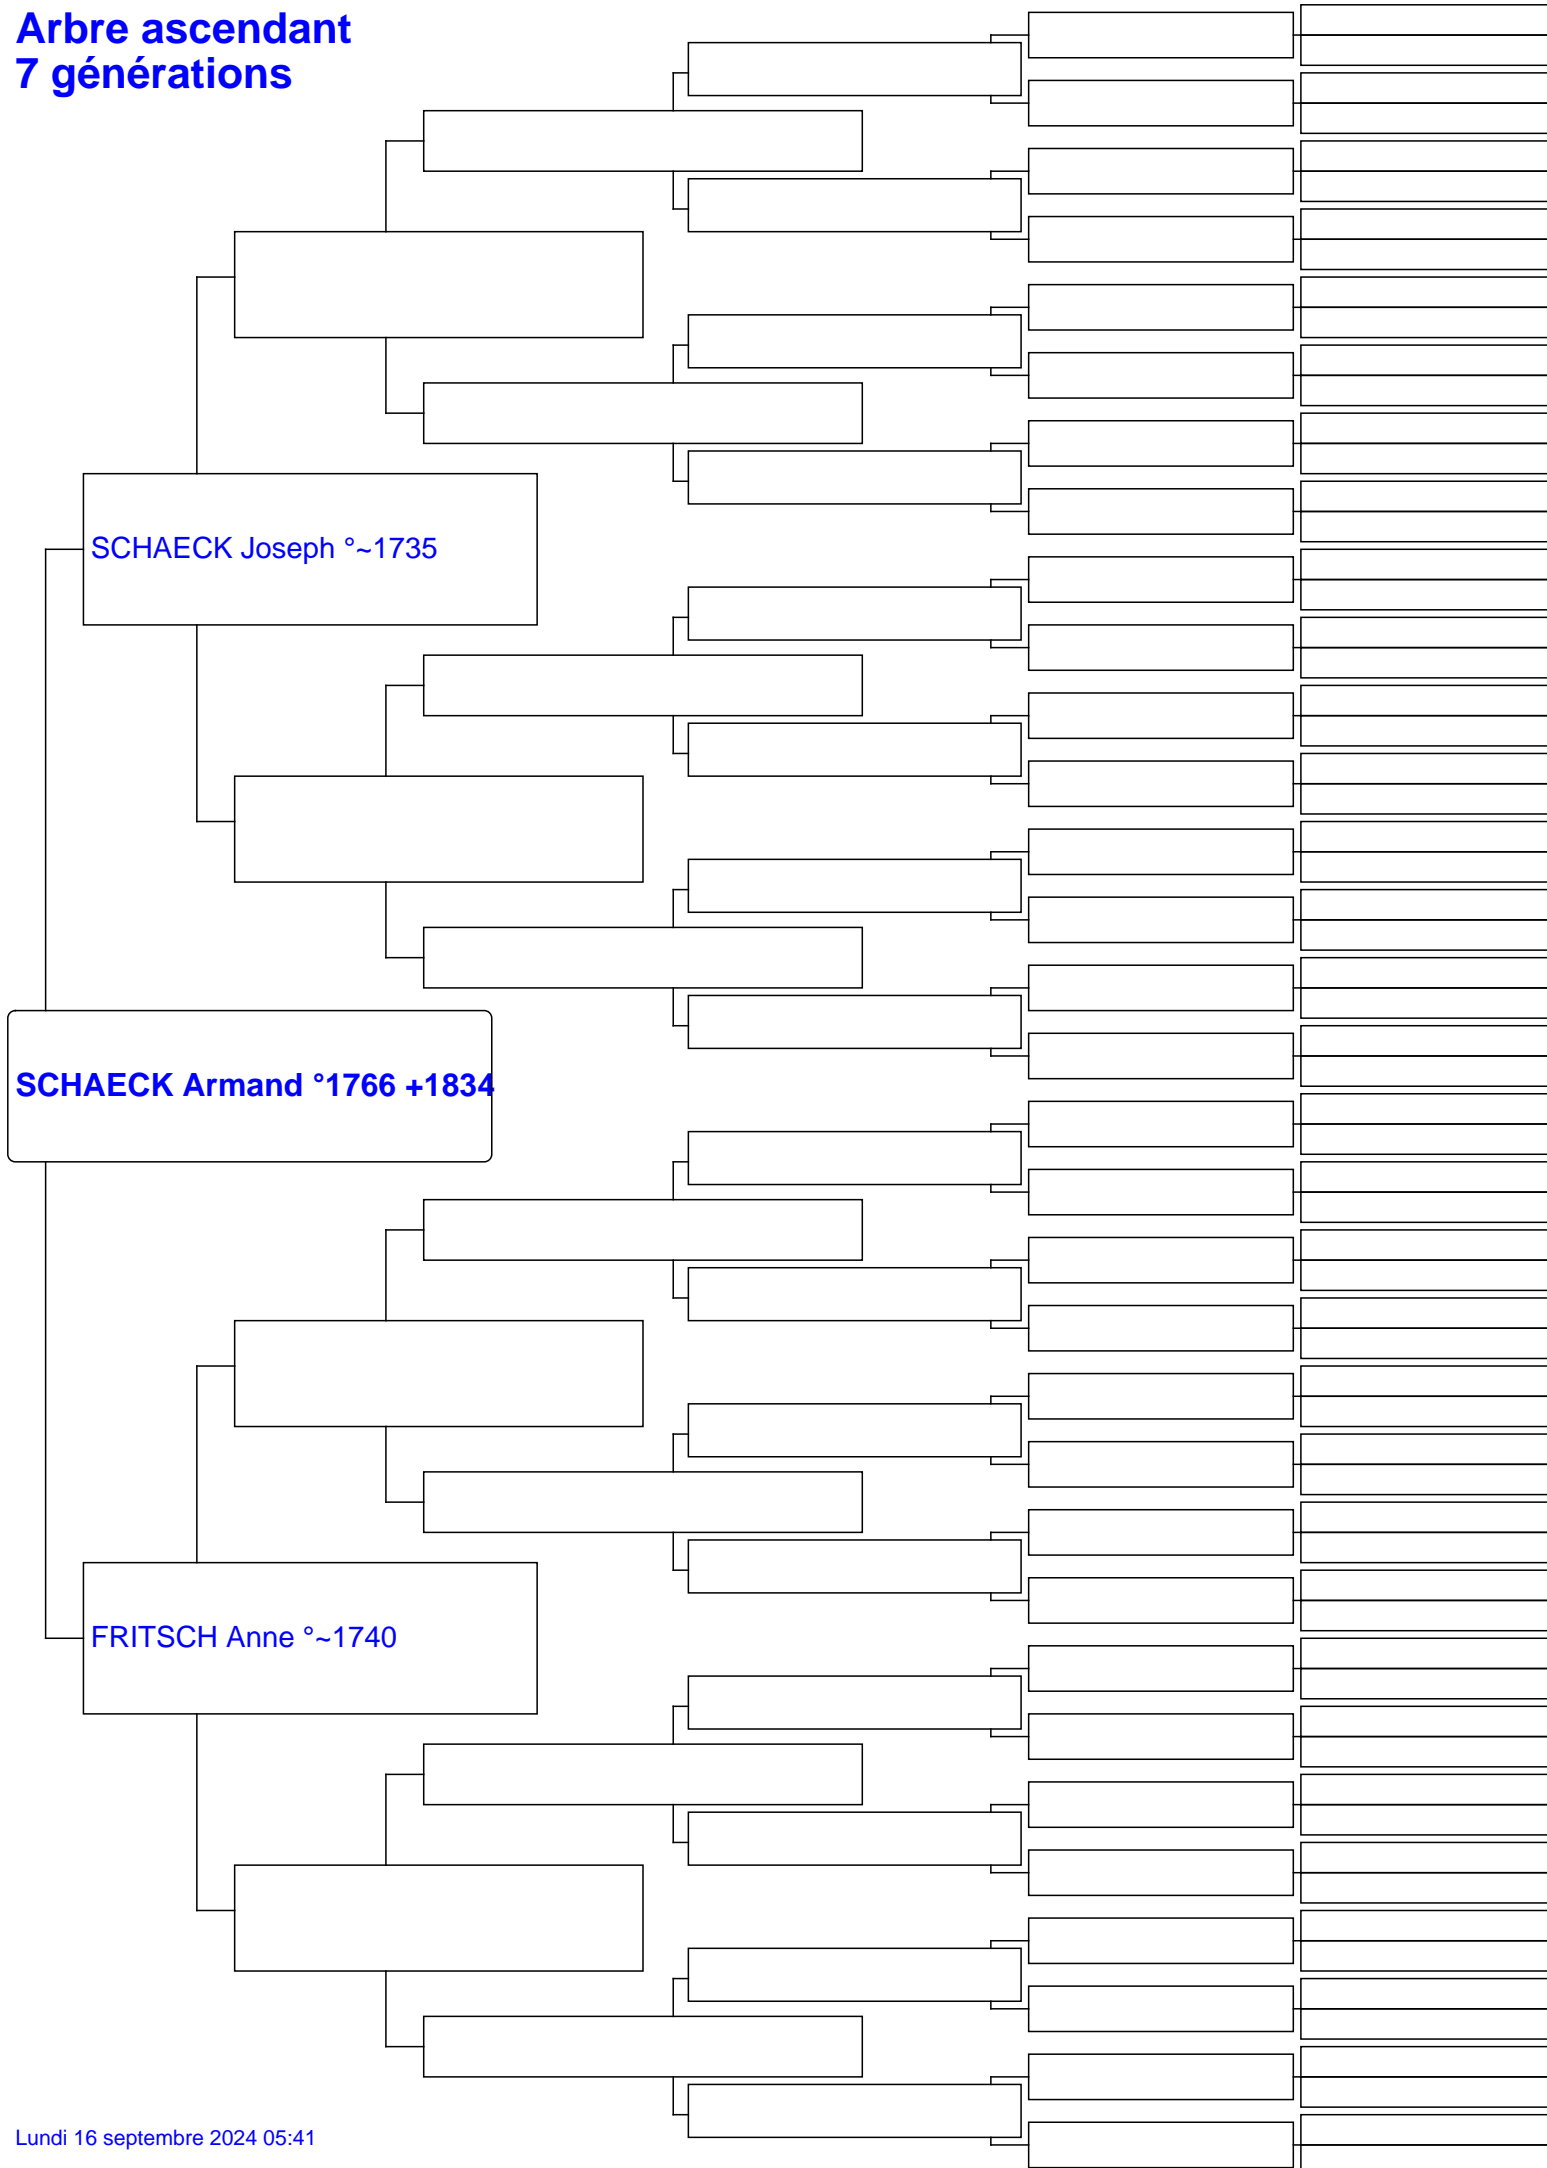 Arbre ascendant
7 générations
SCHAECK Joseph °~1735
SCHAECK Armand °1766 +1834
FRITSCH Anne °~1740
Lundi 16 septembre 2024 05:41